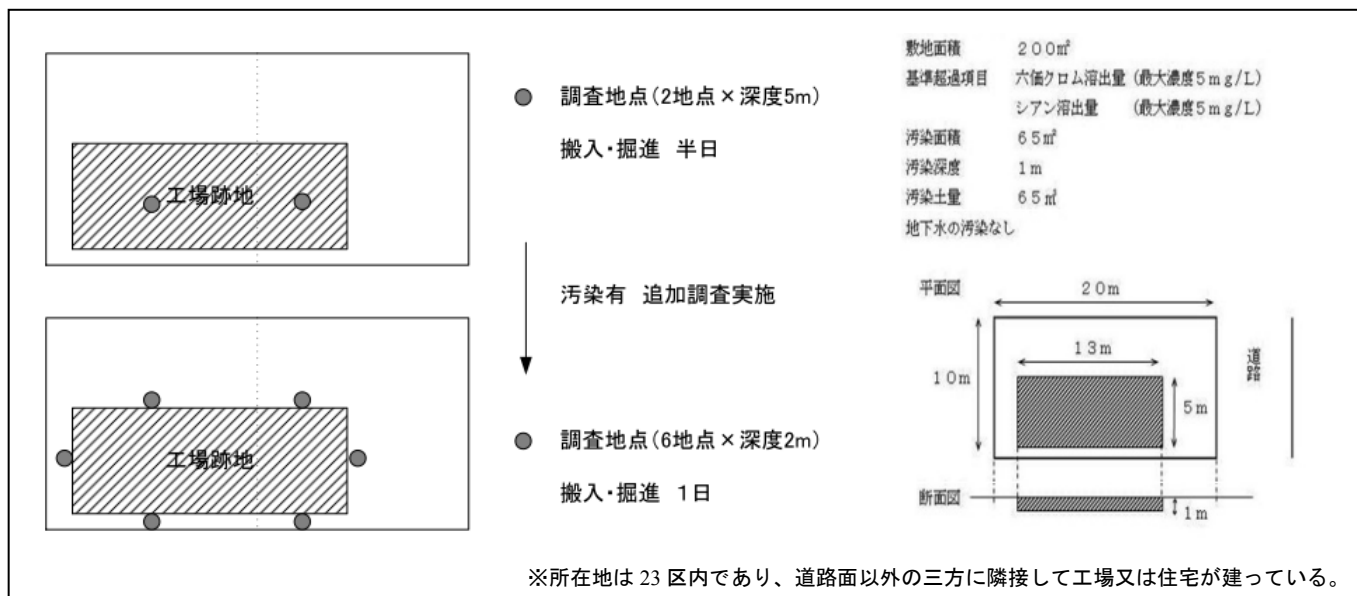 工場跡地
調査地点(2地点×深度5m)
搬入・掘進 半日
汚染有 追加調査実施
工場跡地
調査地点(6地点×深度2m)
搬入・掘進 1日
敷地面積 200㎡
基準超過項目 六価クロム溶出量(最大濃度5mg/L)
シアン溶出量 (最大濃度5mg/L)
汚染面積 65㎡
汚染深度 1m
汚染土量 65㎥
地下水の汚染なし
平面図
20m
13m
10m
5m
道路
断面図
1m
※所在地は 23 区内であり、道路面以外の三方に隣接して工場又は住宅が建っている。